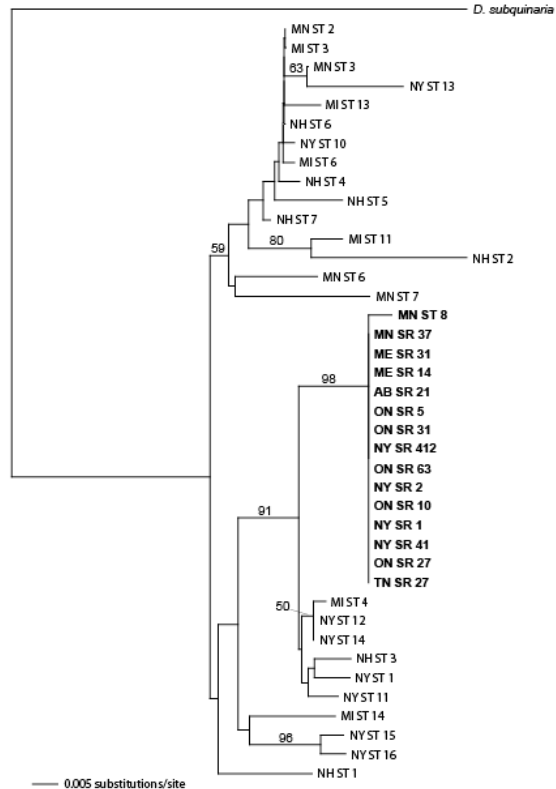 D. subquinaria
MN ST 2
MI ST 3
63
MN ST 3
NY ST 13
MI ST 13
NH ST 6
NY ST 10
MI ST 6
NH ST 4
NH ST 5
NH ST 7
59
80
MI ST 11
NH ST 2
MN ST 6
MN ST 7
MN ST 8
MN SR 37
ME SR 31
ME SR 14
98
AB SR 21
ON SR 5
ON SR 31
NY SR 412
ON SR 63
NY SR 2
ON SR 10
91
NY SR 1
NY SR 41
ON SR 27
TN SR 27
50
MI ST 4
NY ST 12
NY ST 14
NH ST 3
NY ST 1
NY ST 11
MI ST 14
96
NY ST 15
NY ST 16
NH ST 1
0.005 substitutions/site